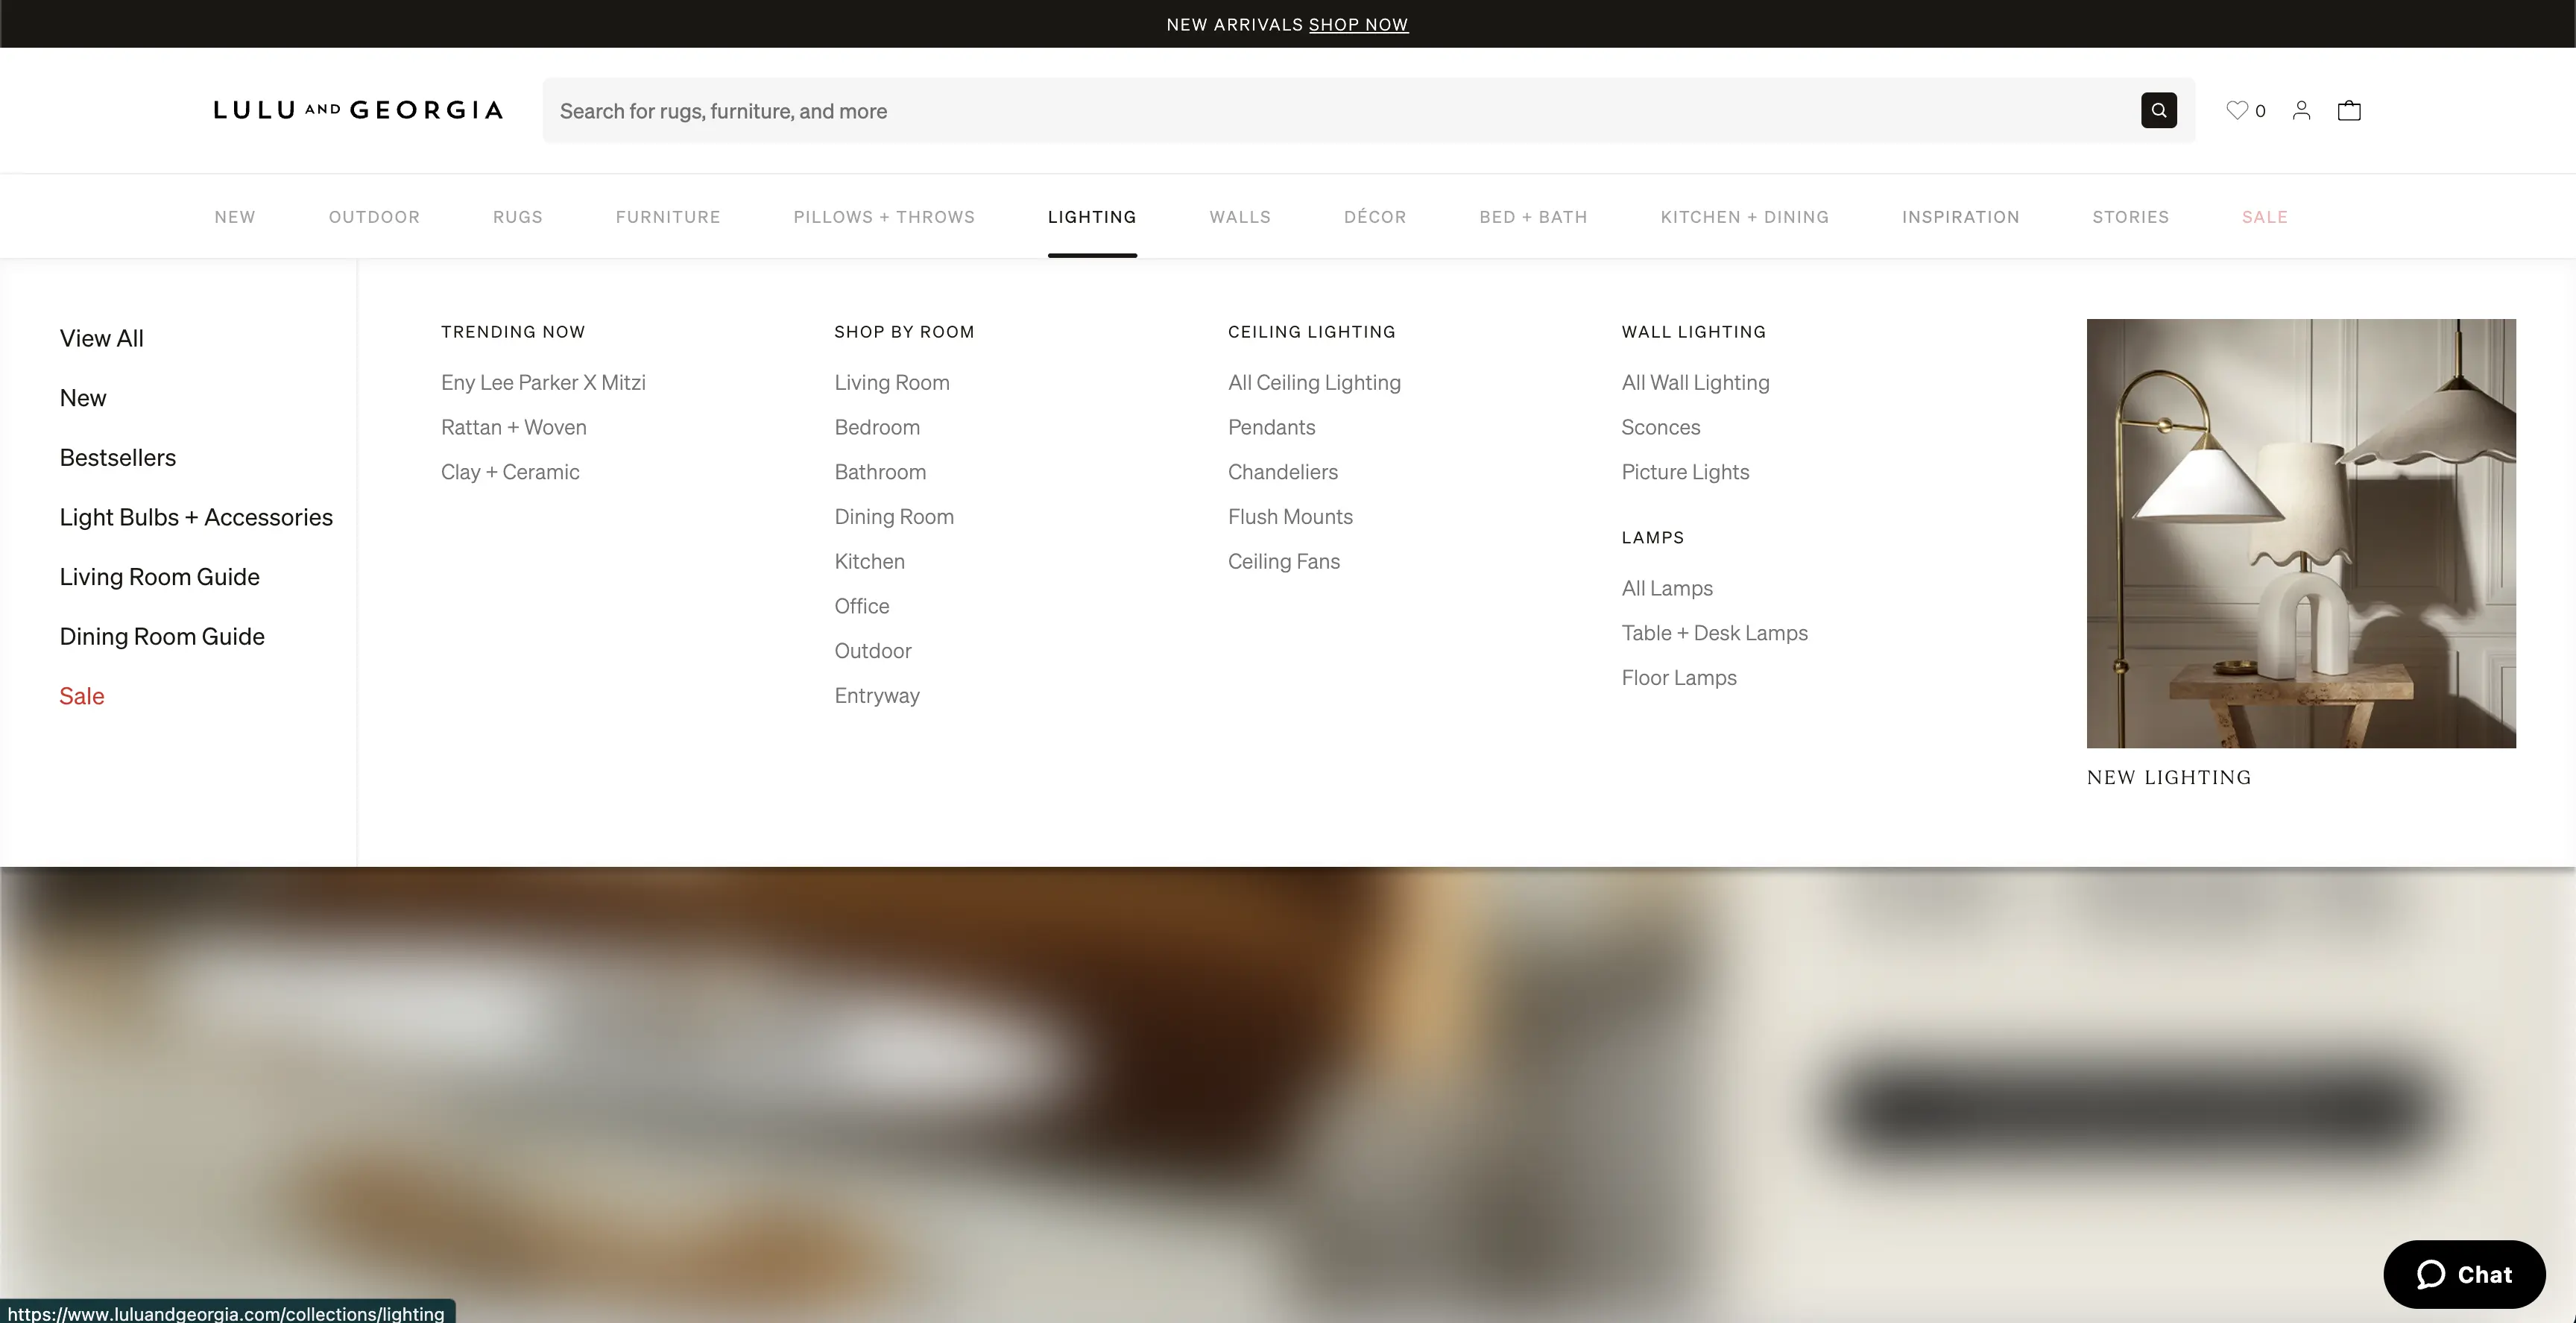 NEW ARRIVALS SHOP NOW
LULU AND GEORGIA
Search for rugs, furniture, and more
0
NEW OUTDOOR RUGS FURNITURE PILLOWS + THROWS LIGHTING WALLS DÉCOR BED + BATH KITCHEN + DINING INSPIRATION STORIES SALE
View All
New
Bestsellers
Light Bulbs + Accessories
Living Room Guide
Dining Room Guide
Sale
TRENDING NOW
Eny Lee Parker X Mitzi
Rattan + Woven
Clay + Ceramic
SHOP BY ROOM
Living Room
Bedroom
Bathroom
Dining Room
Kitchen
Office
Outdoor
Entryway
CEILING LIGHTING
All Ceiling Lighting
Pendants
Chandeliers
Flush Mounts
Ceiling Fans
WALL LIGHTING
All Wall Lighting
Sconces
Picture Lights
LAMPS
All Lamps
Table + Desk Lamps
Floor Lamps
NEW LIGHTING
Chat
https://www.luluandgeorgia.com/collections/lighting